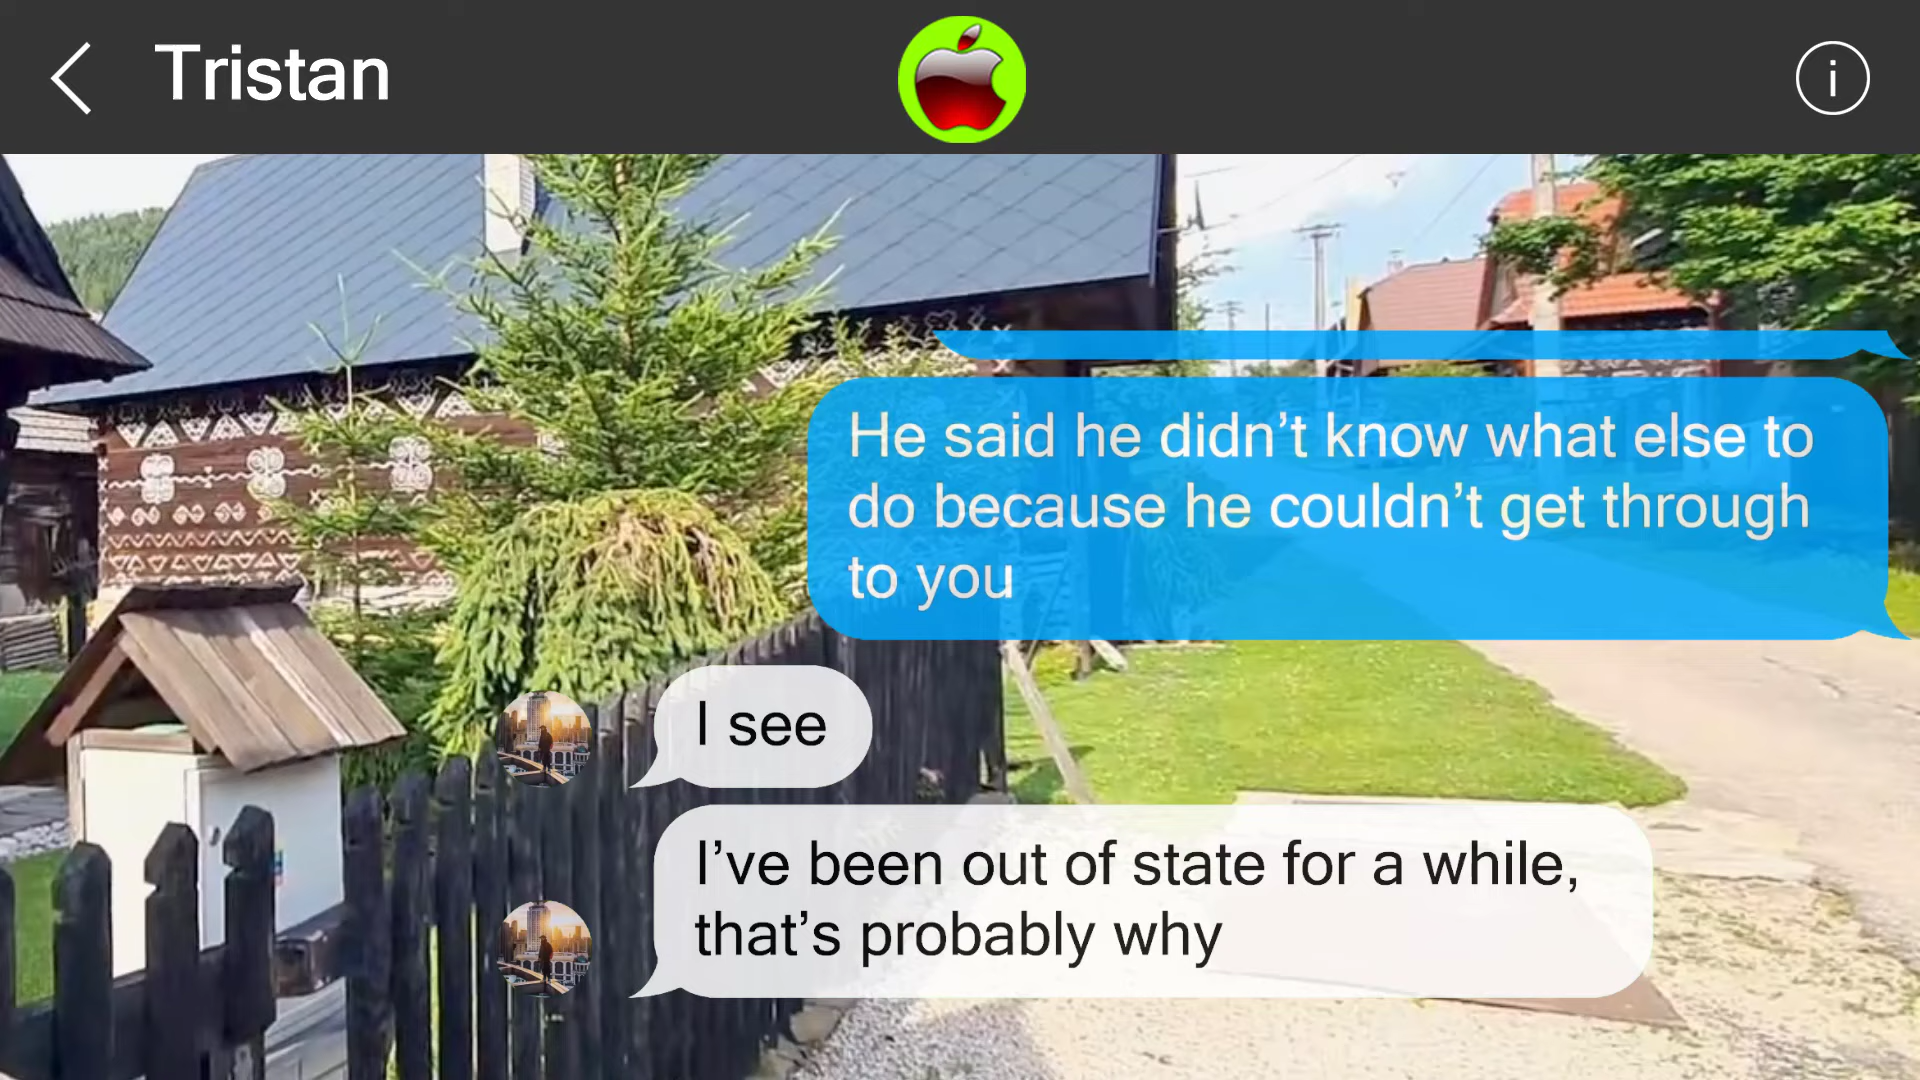 Tristan
He said he didn’t know what else to
do because he couldn’t get through
to you
I see
I’ve been out of state for a while,
that’s probably why